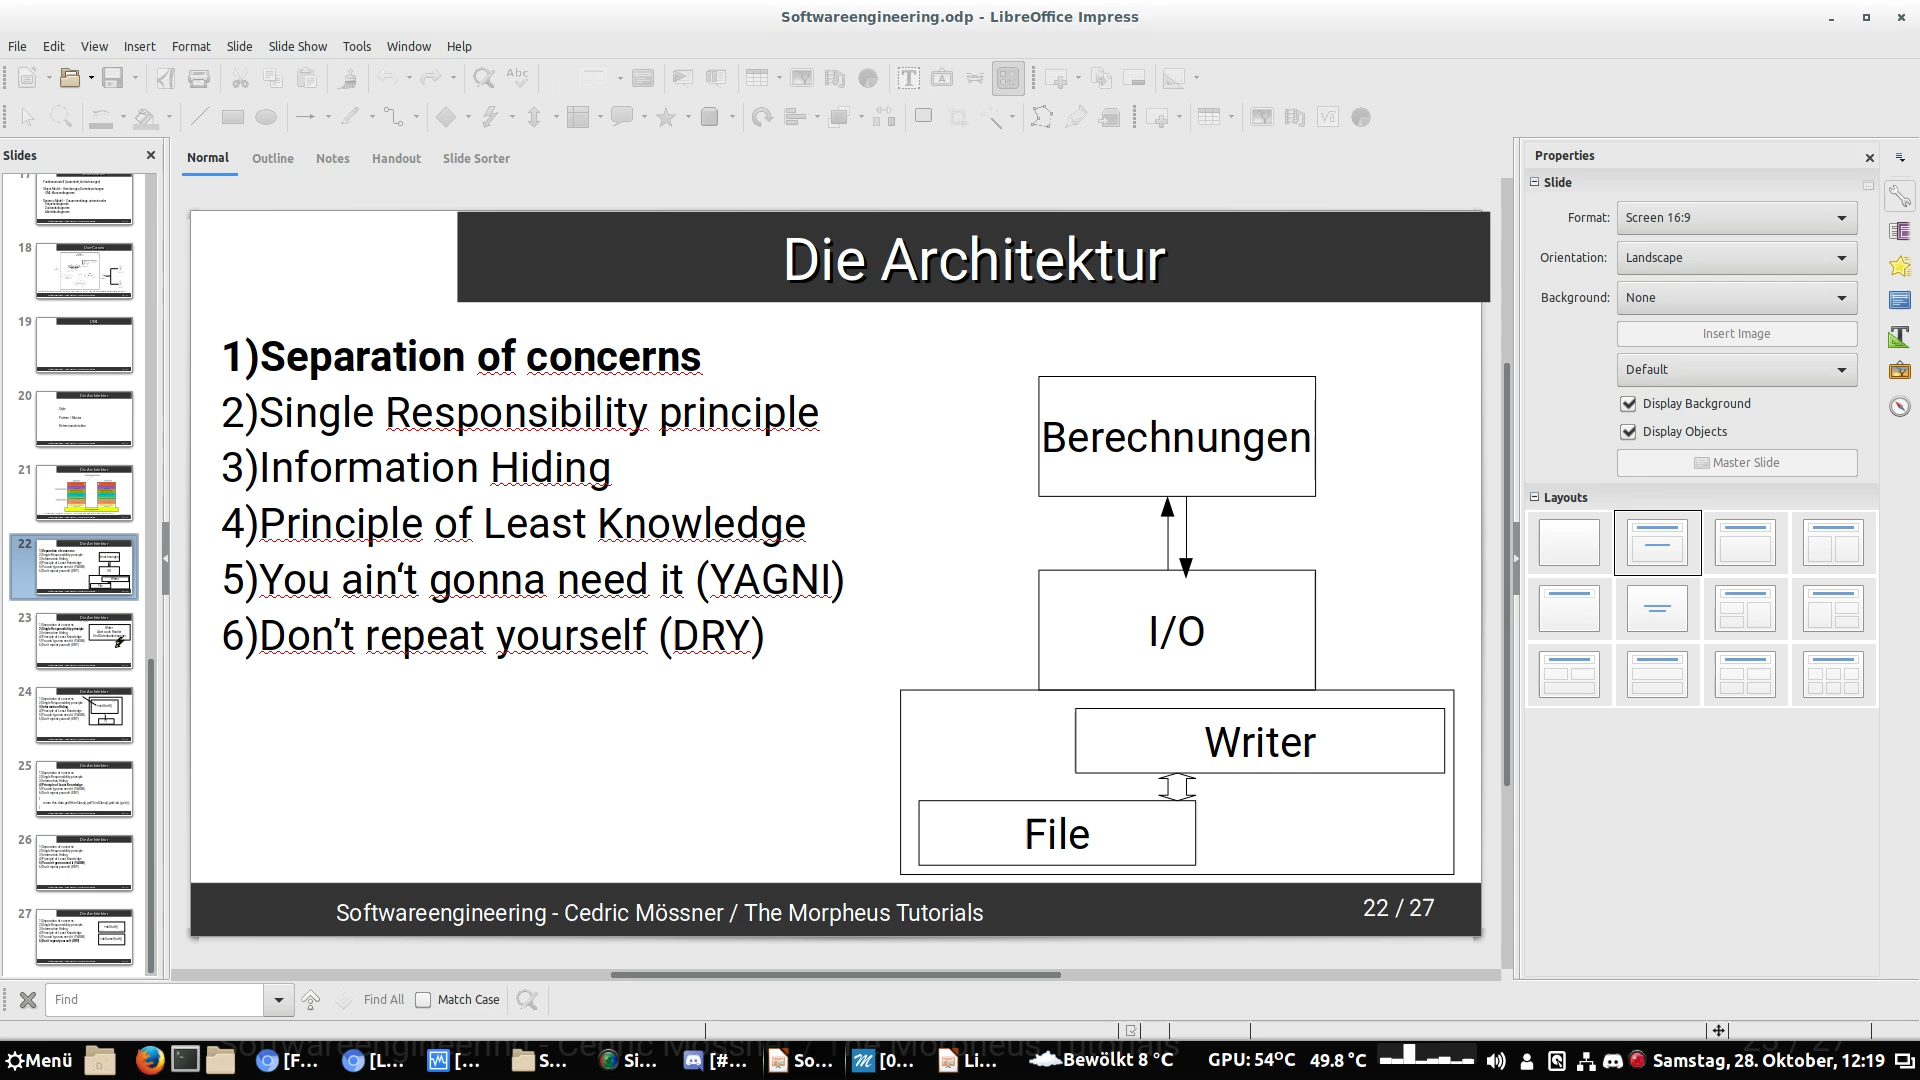 Softwareengineering.odp - LibreOffice Impress
File Edit View Insert Format Slide Slide Show Tools Window Help
Slides
Normal Outline Notes Handout Slide Sorter
18
19
20
21
22
23
24
25
26
27
Die Architektur
1)Separation of concerns
2)Single Responsibility principle
3)Information Hiding
4)Principle of Least Knowledge
5)You ain‘t gonna need it (YAGNI)
6)Don’t repeat yourself (DRY)
Berechnungen
I/O
Writer
File
Softwareengineering - Cedric Mössner / The Morpheus Tutorials
22 / 27
Properties
Slide
Format: Screen 16:9
Orientation: Landscape
Background: None
Insert Image
Default
Display Background
Display Objects
Master Slide
Layouts
Find Find All Match Case
Menü [F... [L... [... S... Si... [#... So... [0... Li... Bewölkt 8 °C GPU: 54°C 49.8 °C Samstag, 28. Oktober, 12:19